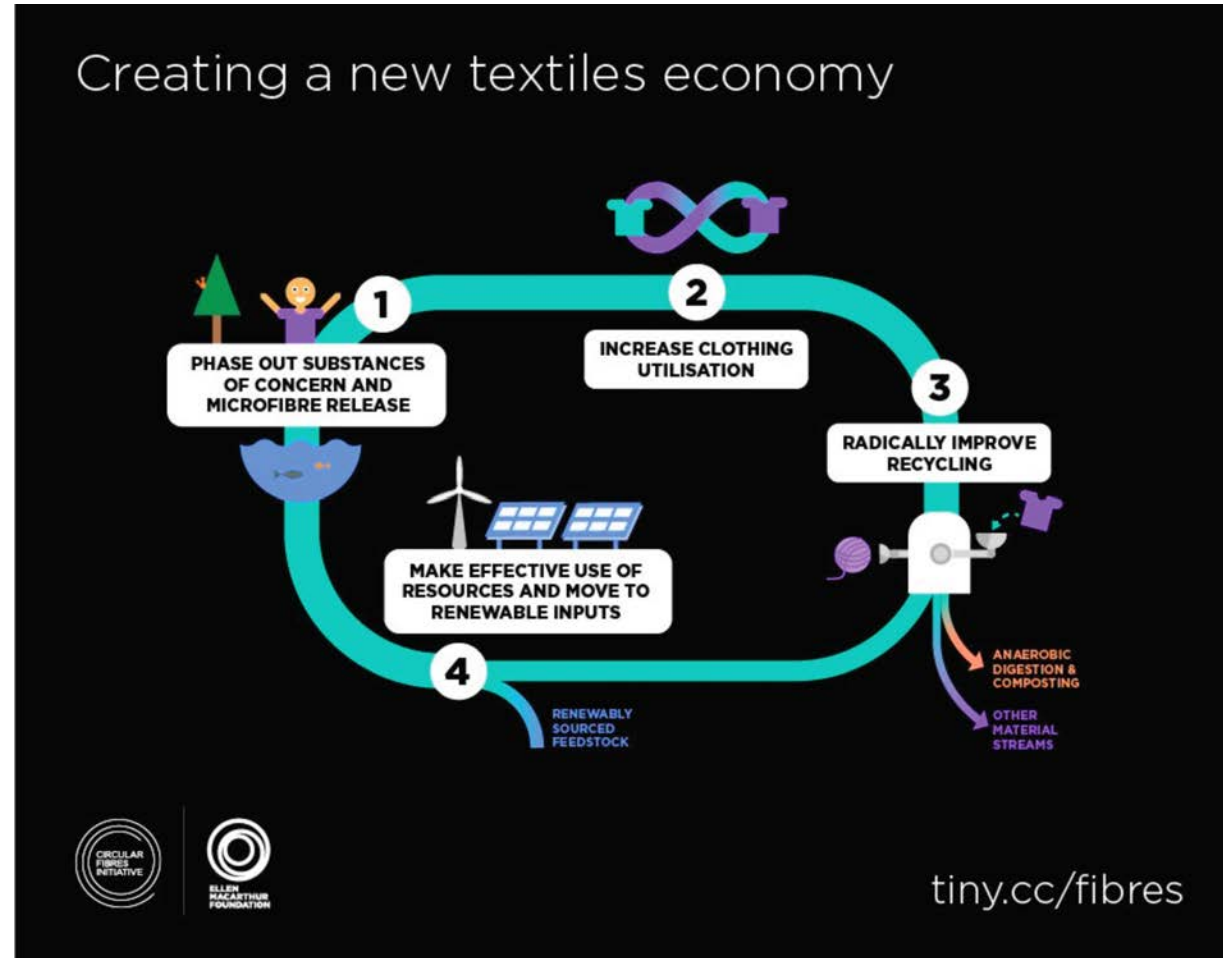 Creating a new textiles economy
1
PHASE OUT SUBSTANCES
OF CONCERN AND
MICROFIBRE RELEASE
2
INCREASE CLOTHING
UTILISATION
3
RADICALLY IMPROVE
RECYCLING
MAKE EFFECTIVE USE OF
RESOURCES AND MOVE TO
RENEWABLE INPUTS
4
RENEWABLY
SOURCED
FEEDSTOCK
ANAEROBIC
DIGESTION &
COMPOSTING
OTHER
MATERIAL
STREAMS
CIRCULAR
FIBRES
INITIATIVE
ELLEN
MACARTHUR
FOUNDATION
tiny.cc/fibres